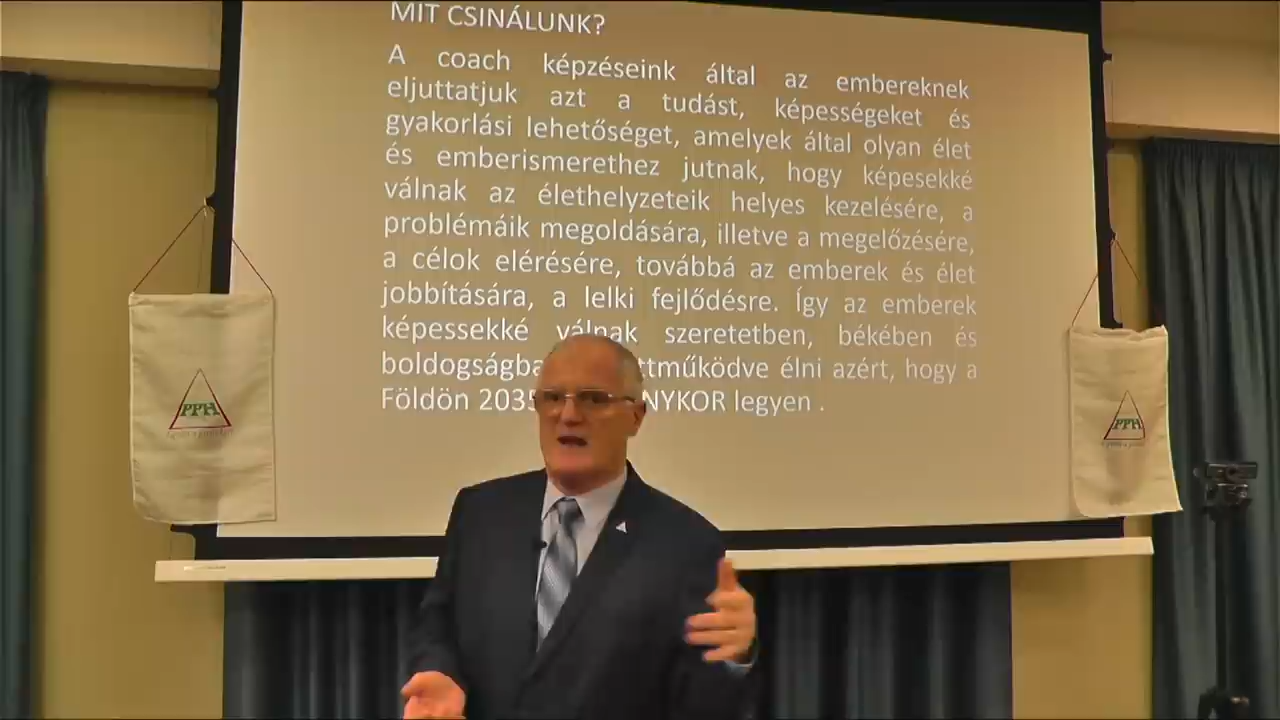 MIT CSINÁLUNK?
A coach képzéseink által az embereknek
eljuttatjuk azt a tudást, képességeket és
gyakorlási lehetőséget, amelyek által olyan élet
és emberismerethez jutnak, hogy képesekké
válnak az élethelyzeteik helyes kezelésére, a
problémáik megoldására, illetve a megelőzésére,
a célok elérésére, továbbá az emberek és élet
jobbítására, a lelki fejlődésre. Így az emberek
képessekké válnak szeretetben, békében és
boldogságba ttműködve élni azért, hogy a
Földön 2035 NYKOR legyen .
PPH
PPH